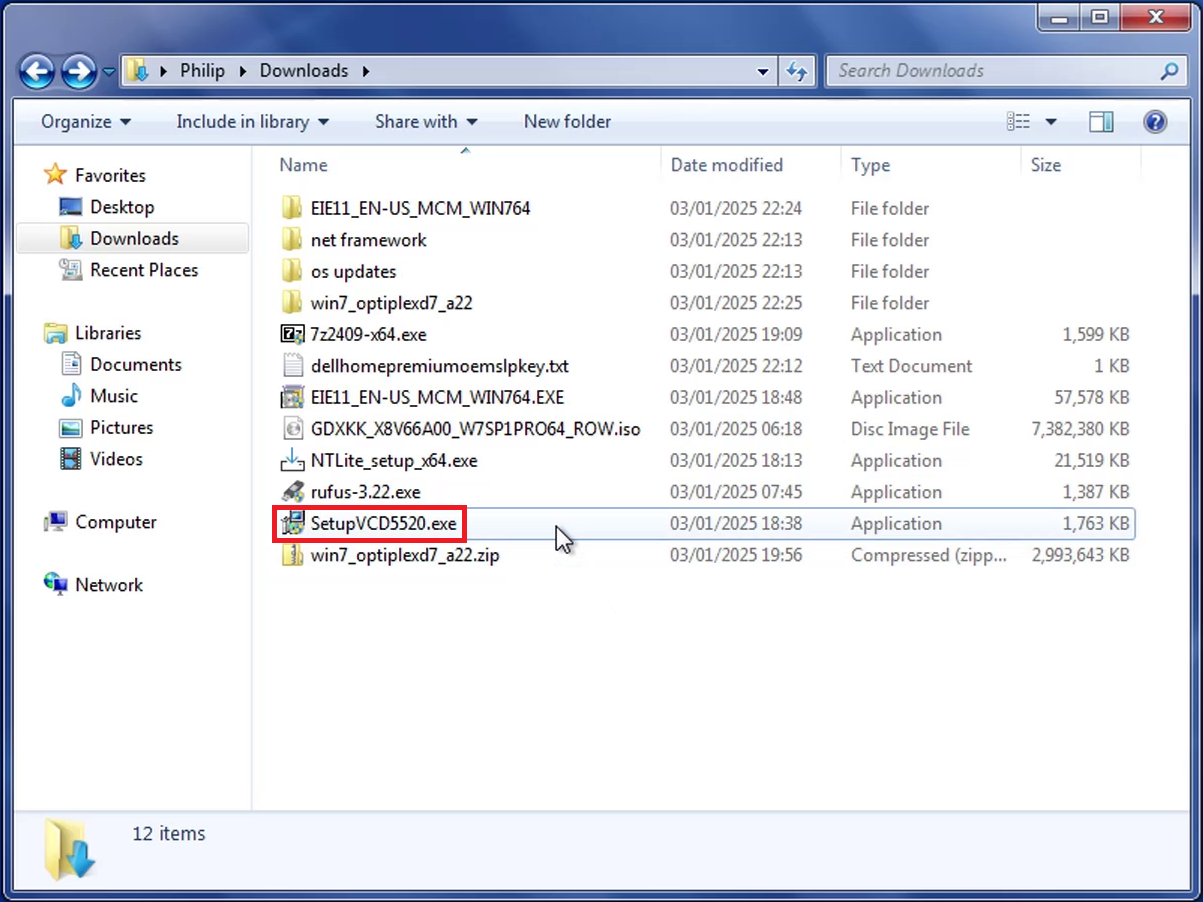 Philip Downloads Search Downloads
Organize Include in library Share with New folder
Favorites
Desktop
Downloads
Recent Places
Libraries
Documents
Music
Pictures
Videos
Computer
Network
Name Date modified Type Size
EIE11_EN-US_MCM_WIN764 03/01/2025 22:24 File folder
net framework 03/01/2025 22:13 File folder
os updates 03/01/2025 22:13 File folder
win7_optiplexd7_a22 03/01/2025 22:25 File folder
7z2409-x64.exe 03/01/2025 19:09 Application 1,599 KB
dellhomepremiumoemslpkey.txt 03/01/2025 22:12 Text Document 1 KB
EIE11_EN-US_MCM_WIN764.EXE 03/01/2025 18:48 Application 57,578 KB
GDXKK_X8V66A00_W7SP1PRO64_ROW.iso 03/01/2025 06:18 Disc Image File 7,382,380 KB
NTLite_setup_x64.exe 03/01/2025 18:13 Application 21,519 KB
rufus-3.22.exe 03/01/2025 07:45 Application 1,387 KB
SetupVCD5520.exe 03/01/2025 18:38 Application 1,763 KB
win7_optiplexd7_a22.zip 03/01/2025 19:56 Compressed (zipp... 2,993,643 KB
12 items